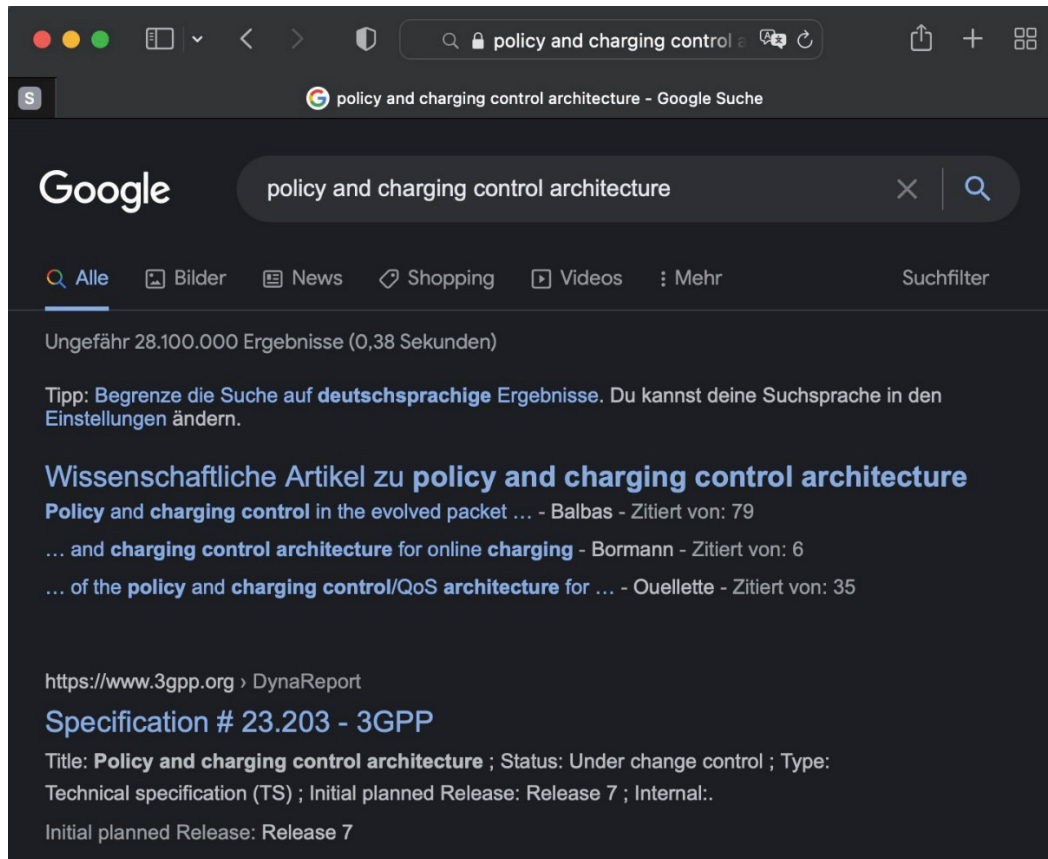 policy and charging control a
S
policy and charging control architecture - Google Suche
Google
policy and charging control architecture
Alle Bilder News Shopping Videos Mehr Suchfilter
Ungefähr 28.100.000 Ergebnisse (0,38 Sekunden)
Tipp: Begrenze die Suche auf deutschsprachige Ergebnisse. Du kannst deine Suchsprache in den
Einstellungen ändern.
Wissenschaftliche Artikel zu policy and charging control architecture
Policy and charging control in the evolved packet … - Balbas - Zitiert von: 79
… and charging control architecture for online charging - Bormann - Zitiert von: 6
… of the policy and charging control/QoS architecture for … - Ouellette - Zitiert von: 35
https://www.3gpp.org › DynaReport
Specification # 23.203 - 3GPP
Title: Policy and charging control architecture ; Status: Under change control ; Type:
Technical specification (TS) ; Initial planned Release: Release 7 ; Internal:.
Initial planned Release: Release 7